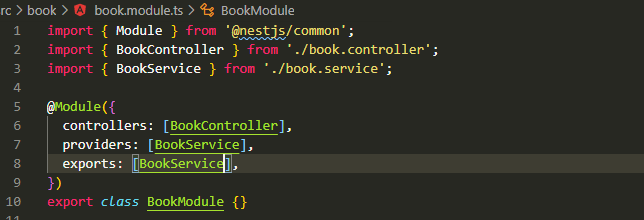 rc > book > book.module.ts > BookModule
1 import { Module } from '@nestjs/common';
2 import { BookController } from './book.controller';
3 import { BookService } from './book.service';
4
5 @Module({
6   controllers: [BookController],
7   providers: [BookService],
8   exports: [BookService],
9 })
10 export class BookModule {}